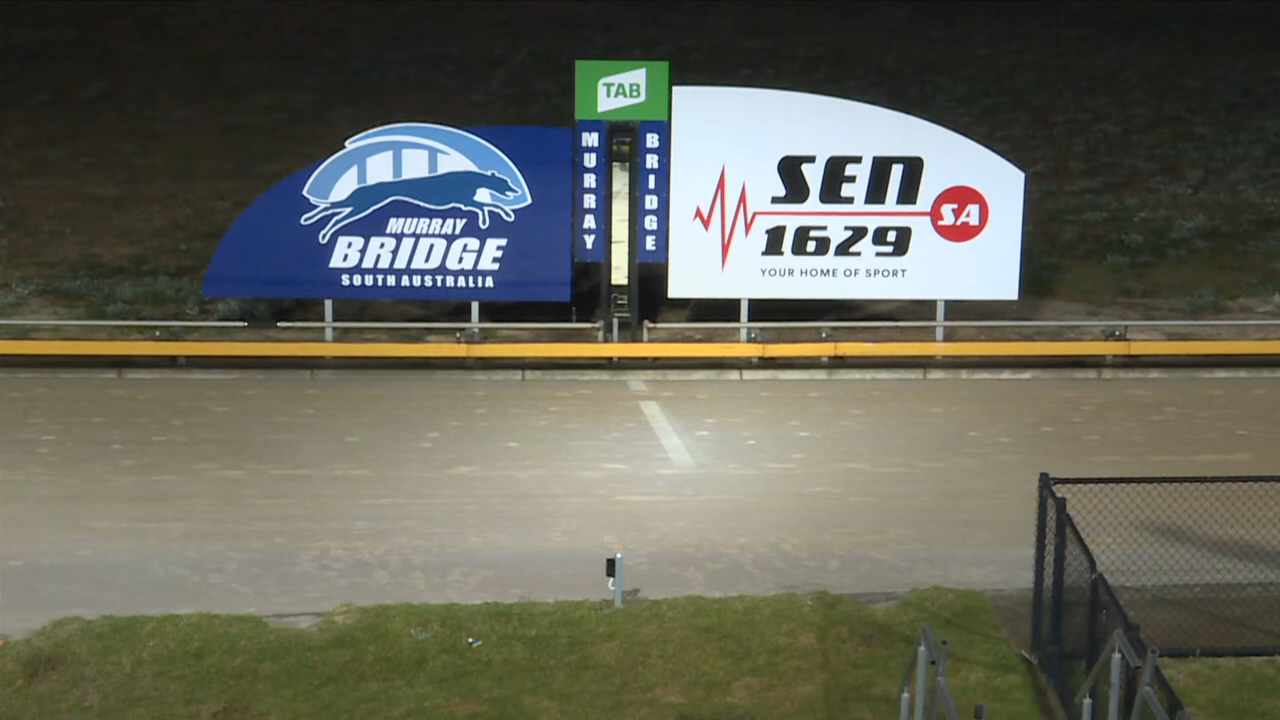 TAB
MURRAY
BRIDGE
MURRAY
BRIDGE
SOUTH AUSTRALIA
SEN
SA
1629
YOUR HOME OF SPORT